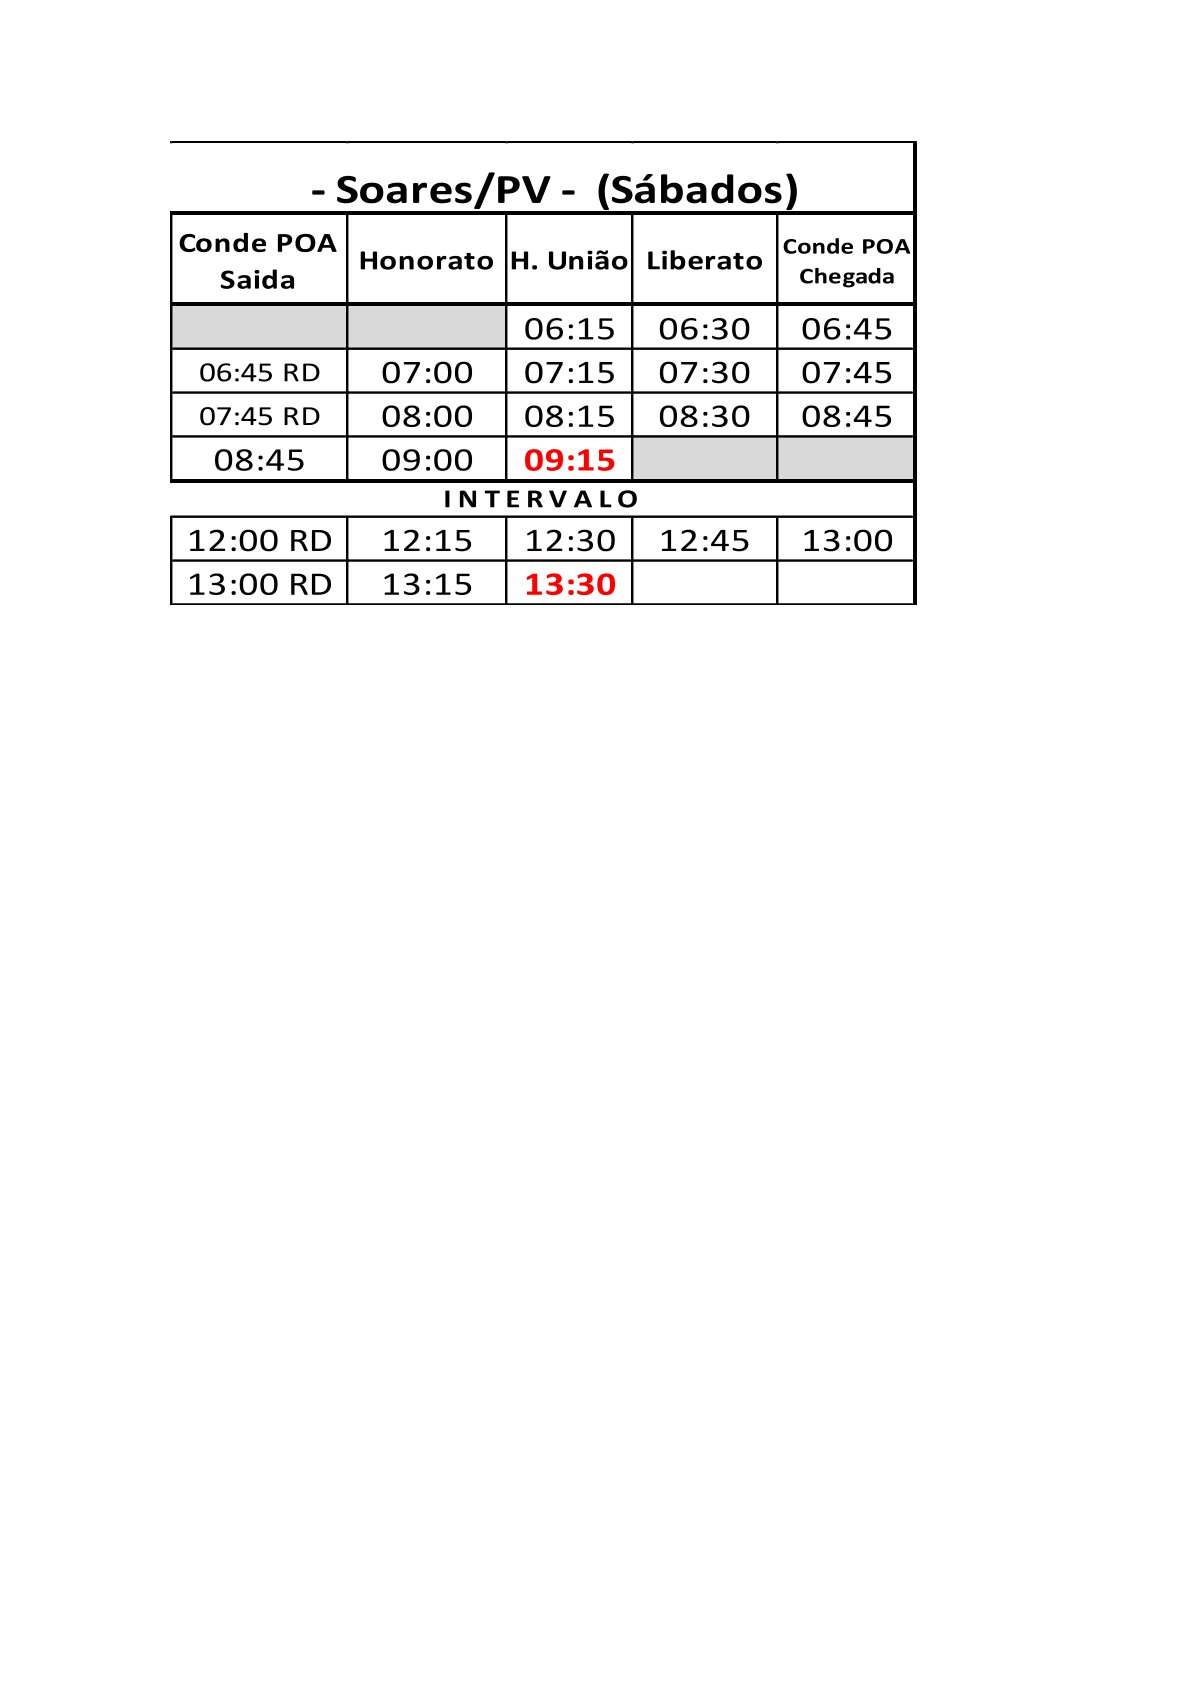 - Soares/PV -  (Sábados)
Conde POA Saida Honorato H. União Liberato Conde POA Chegada
06:15 06:30 06:45
06:45 RD 07:00 07:15 07:30 07:45
07:45 RD 08:00 08:15 08:30 08:45
08:45 09:00 09:15
INTERVALO
12:00 RD 12:15 12:30 12:45 13:00
13:00 RD 13:15 13:30